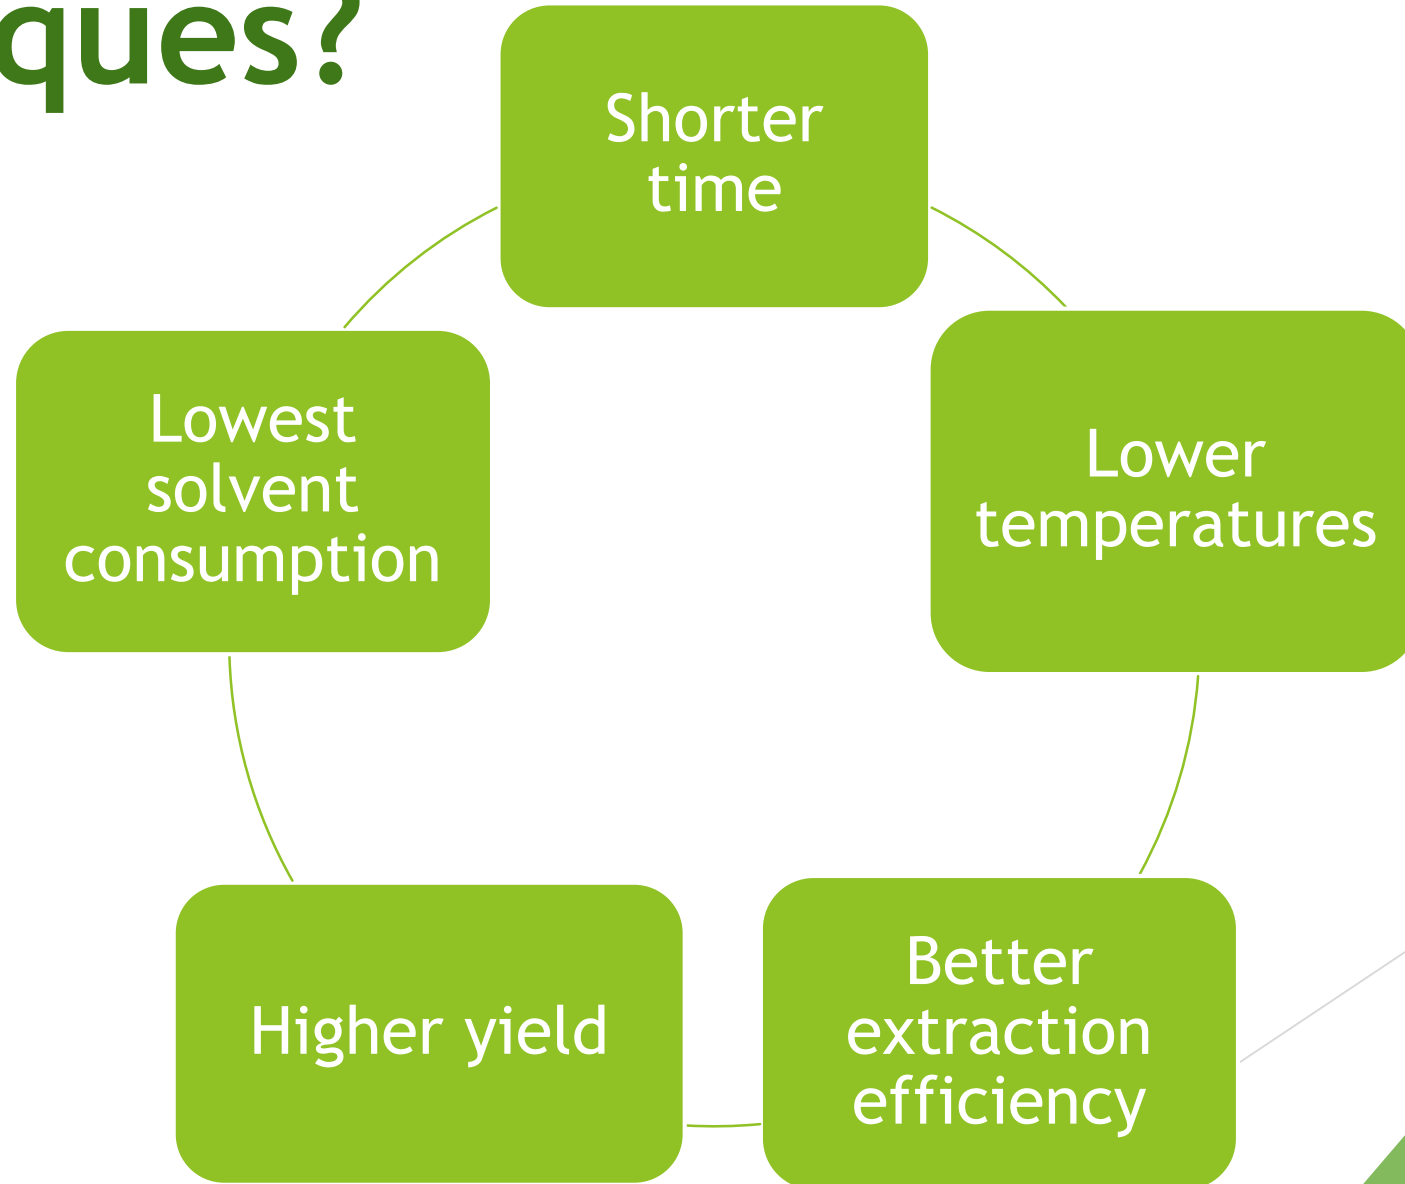 ques?
Shorter
time
Lower
temperatures
Better
extraction
efficiency
Higher yield
Lowest
solvent
consumption